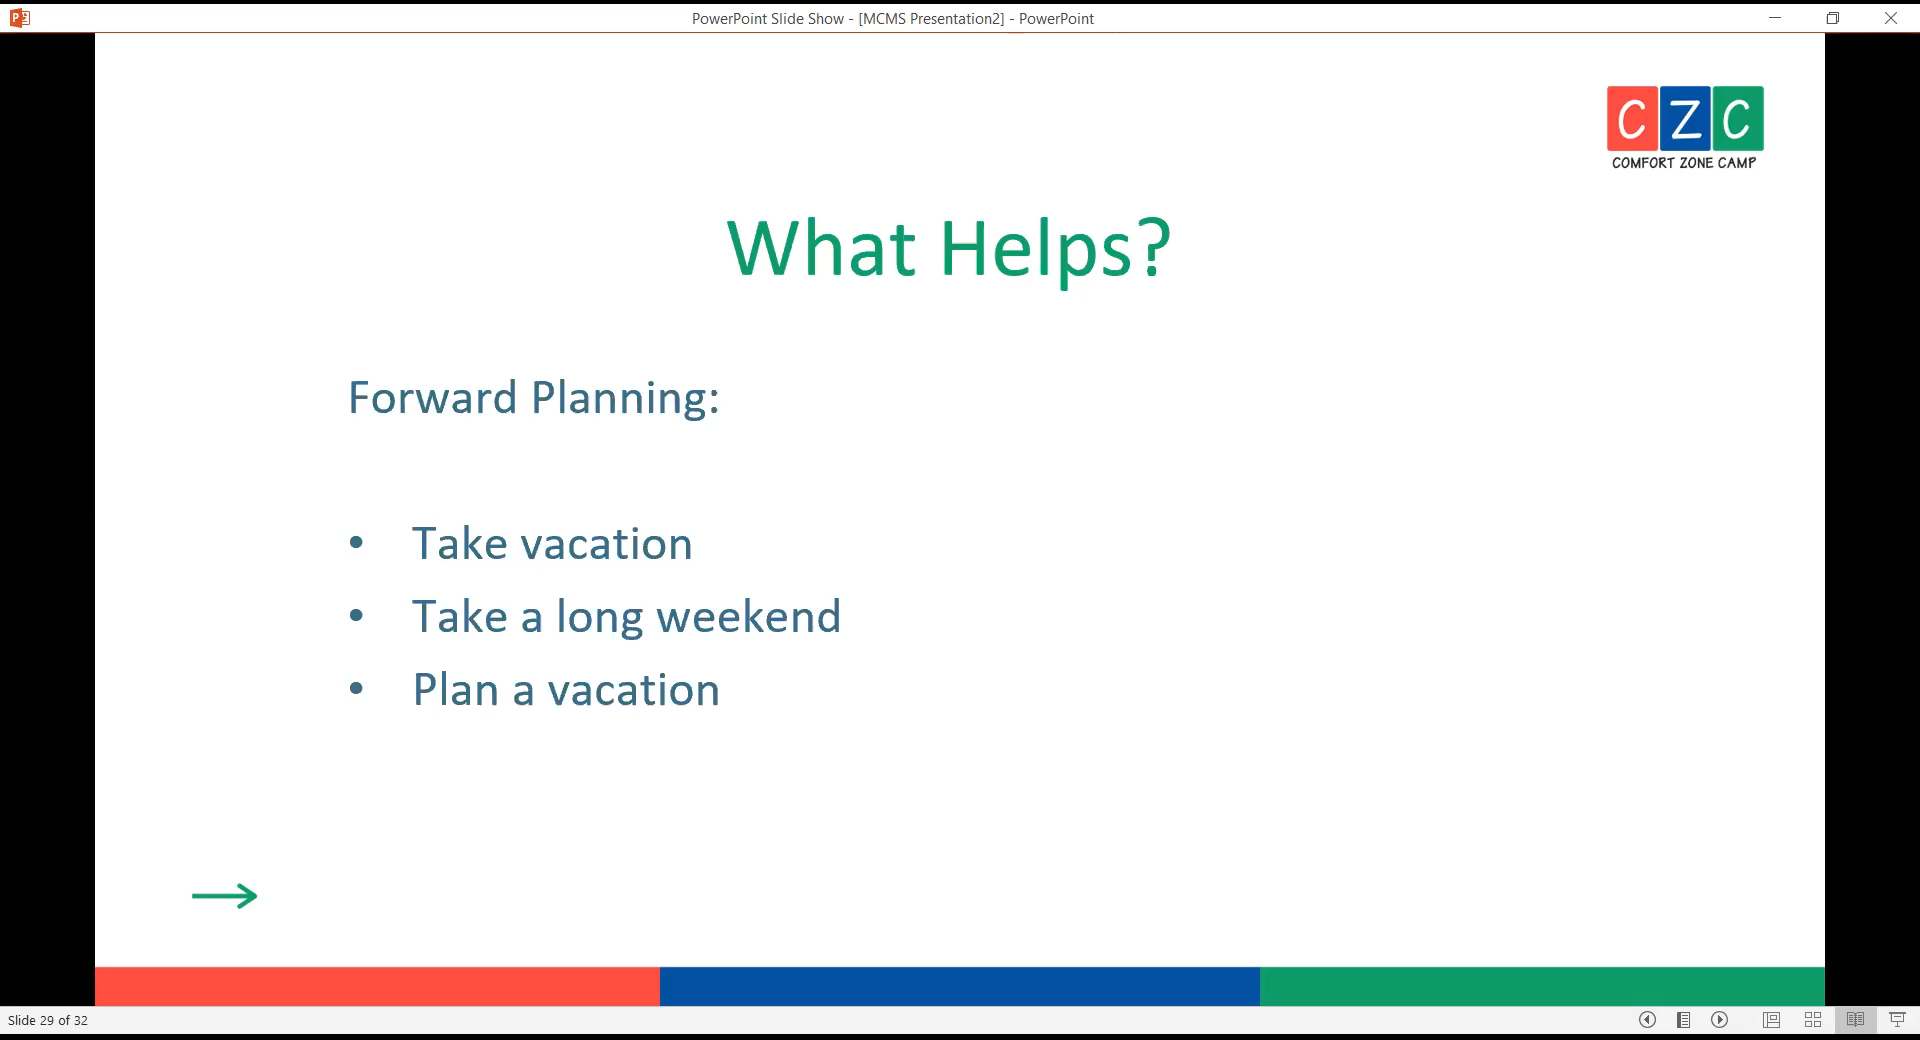 PowerPoint Slide Show - [MCMS Presentation2] - PowerPoint
C Z C
COMFORT ZONE CAMP
What Helps?
Forward Planning:
• Take vacation
• Take a long weekend
• Plan a vacation
Slide 29 of 32